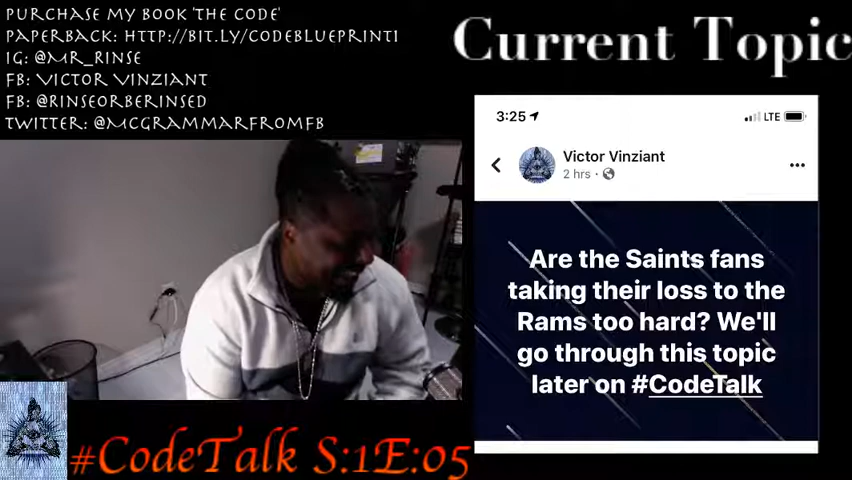 PURCHASE MY BOOK 'THE CODE'
PAPERBACK: HTTP://BIT.LY/CODEBLUEPRINT1
IG: @MR_RINSE
FB: VICTOR VINZIANT
FB: @RINSEORBERINSED
TWITTER: @MCGRAMMARFROMFB
Current Topic
3:25
LTE
Victor Vinziant
2 hrs ·
Are the Saints fans
taking their loss to the
Rams too hard? We'll
go through this topic
later on #CodeTalk
#CodeTalk S:1E:05